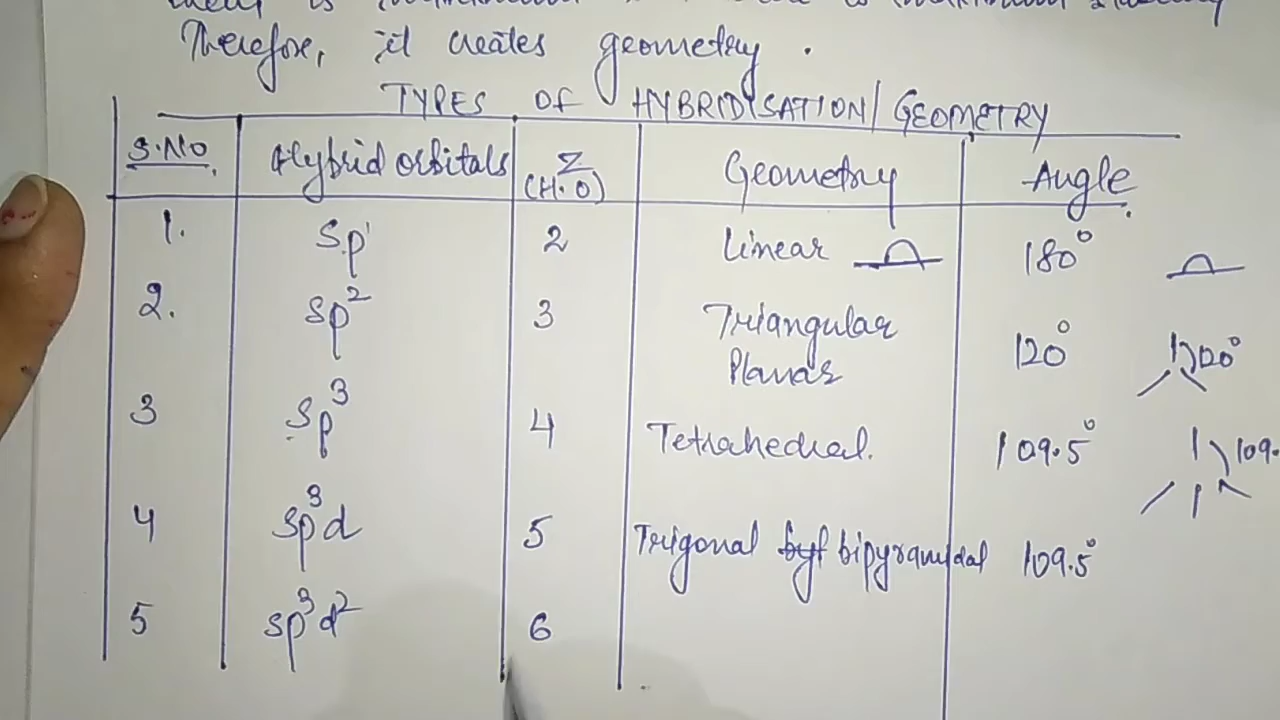 Therefore, it creates geometry.
TYPES OF HYBRIDISATION/GEOMETRY
S.NO. Hybrid orbitals Z (H.O) Geometry Angle
1. sp¹ 2 Linear 180°
2. sp² 3 Triangular Planar 120° 120°
3 sp³ 4 Tetrahedral. 109.5° 109.
4 sp³d 5 Trigonal bipyramidal 109.5°
5 sp³d² 6